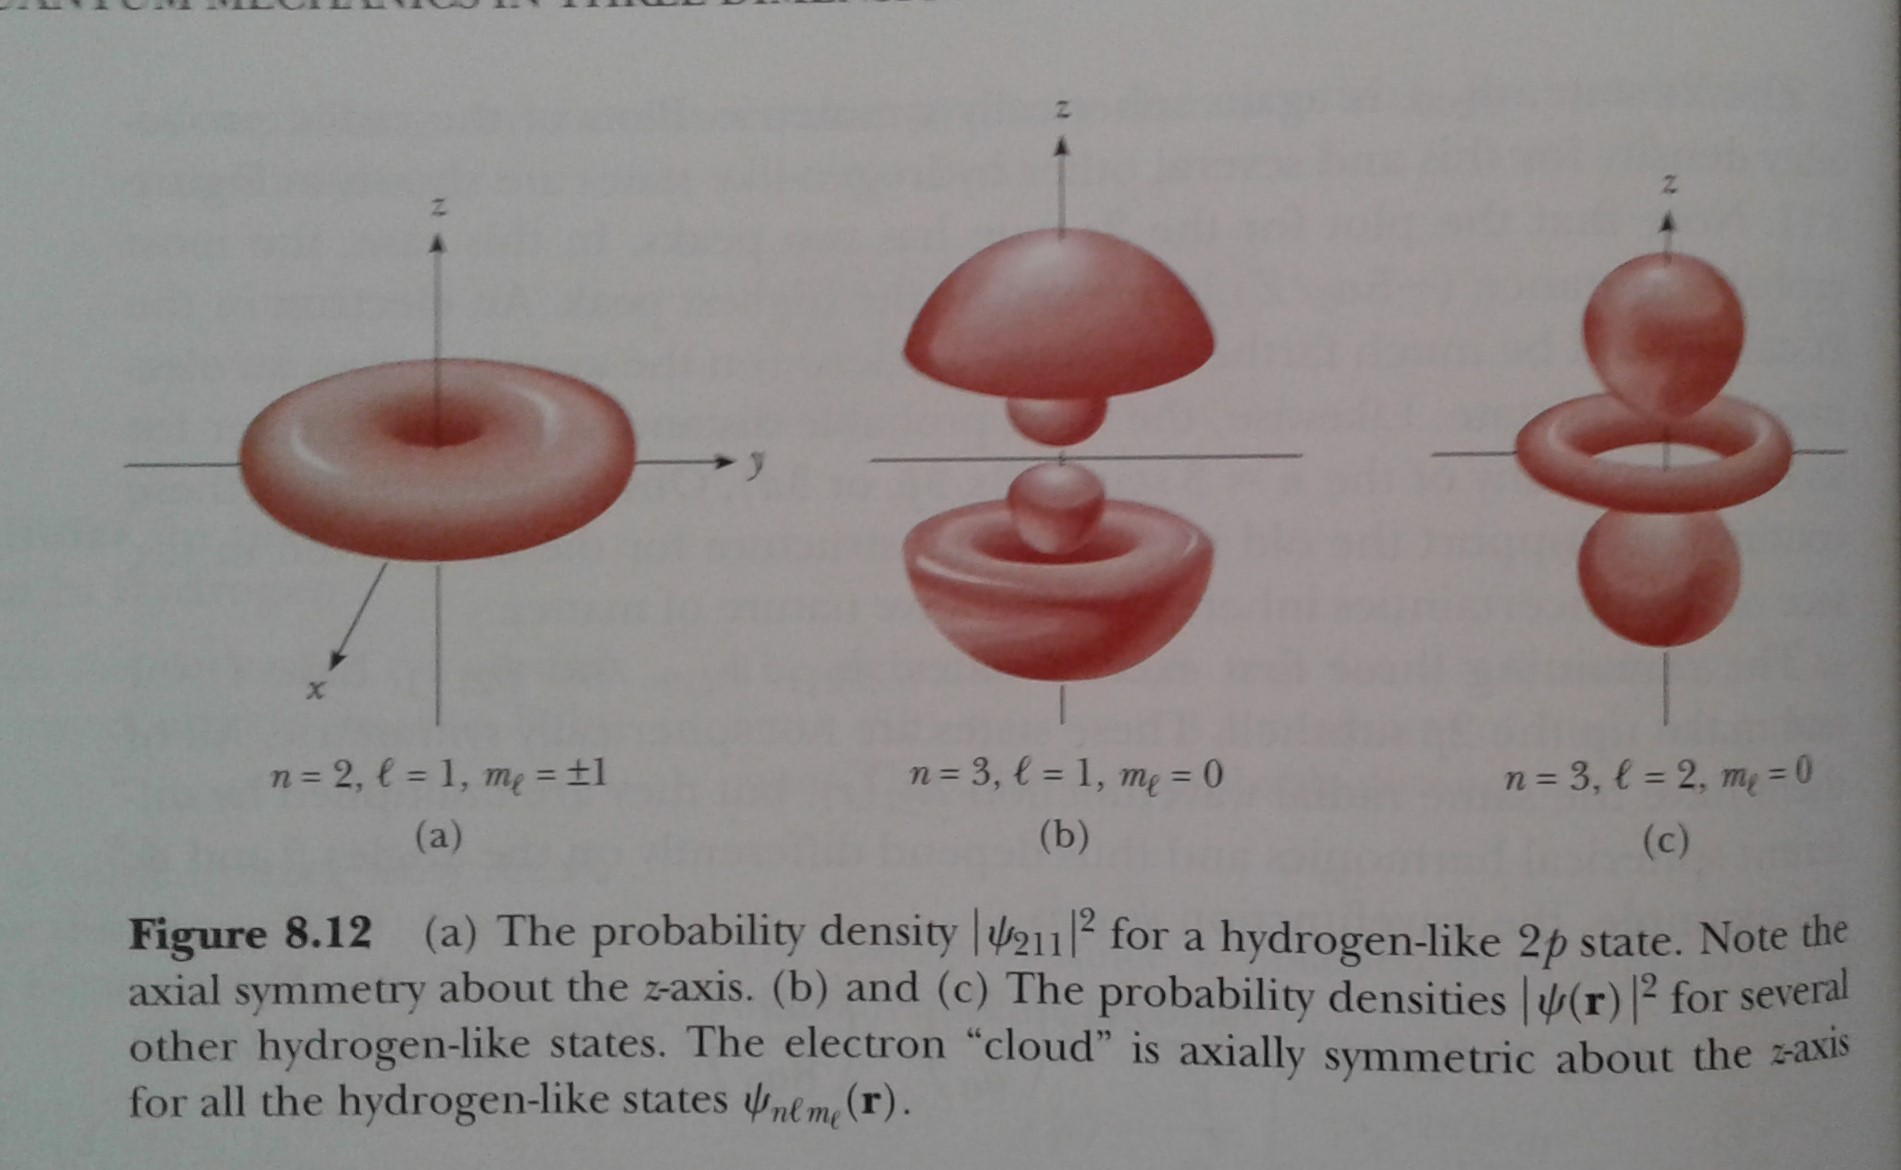 z
z
z
y
x
n = 2, ℓ = 1, mℓ = ±1
n = 3, ℓ = 1, mℓ = 0
n = 3, ℓ = 2, mℓ = 0
(a)
(b)
(c)
Figure 8.12 (a) The probability density |ψ211|² for a hydrogen-like 2p state. Note the
axial symmetry about the z-axis. (b) and (c) The probability densities |ψ(r)|² for several
other hydrogen-like states. The electron “cloud” is axially symmetric about the z-axis
for all the hydrogen-like states ψnℓmℓ(r).